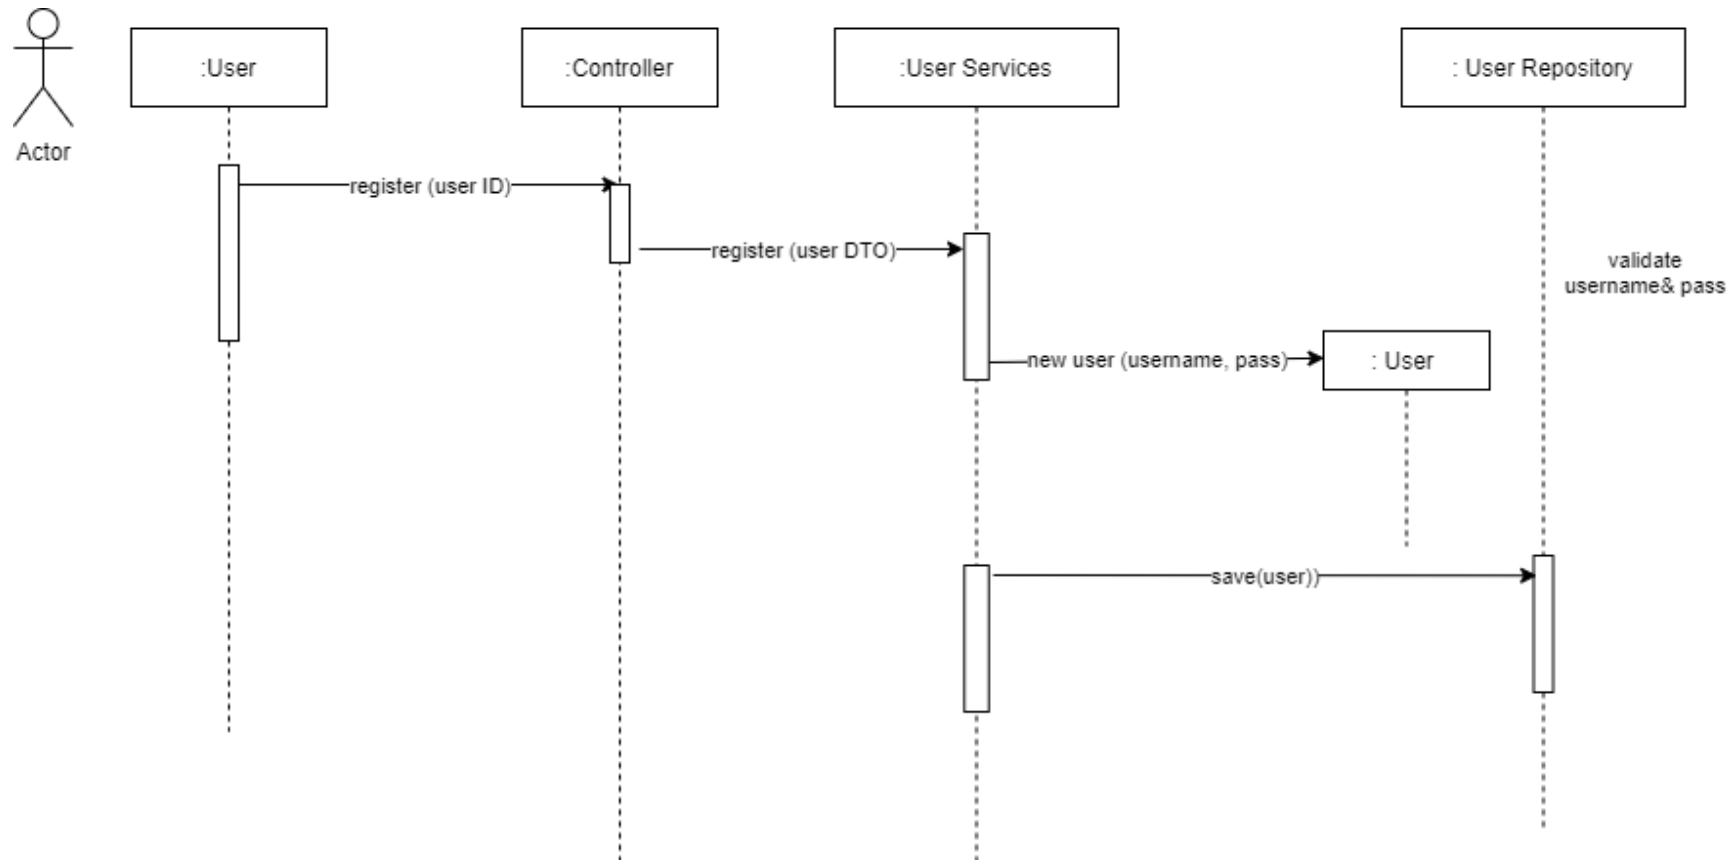 :User
:Controller
:User Services
: User Repository
Actor
register (user ID)
register (user DTO)
validate
username& pass
new user (username, pass)
: User
save(user))